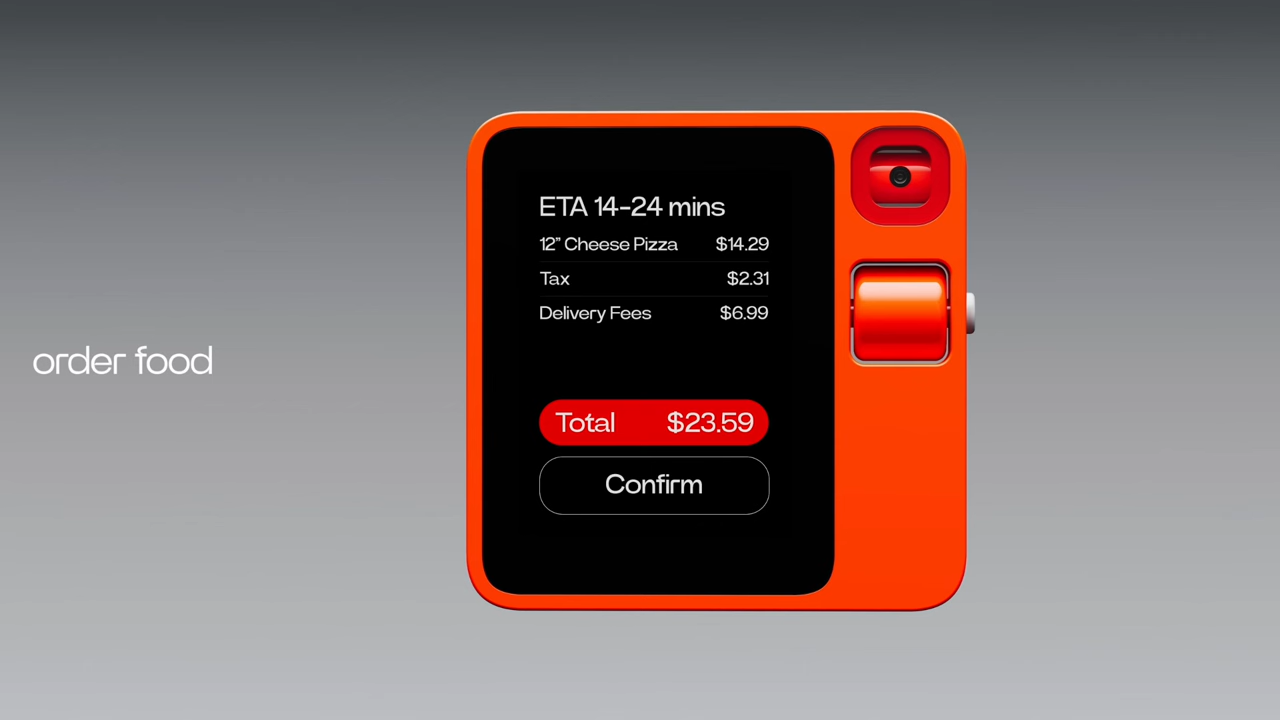 order food
ETA 14-24 mins
12” Cheese Pizza $14.29
Tax $2.31
Delivery Fees $6.99
Total $23.59
Confirm